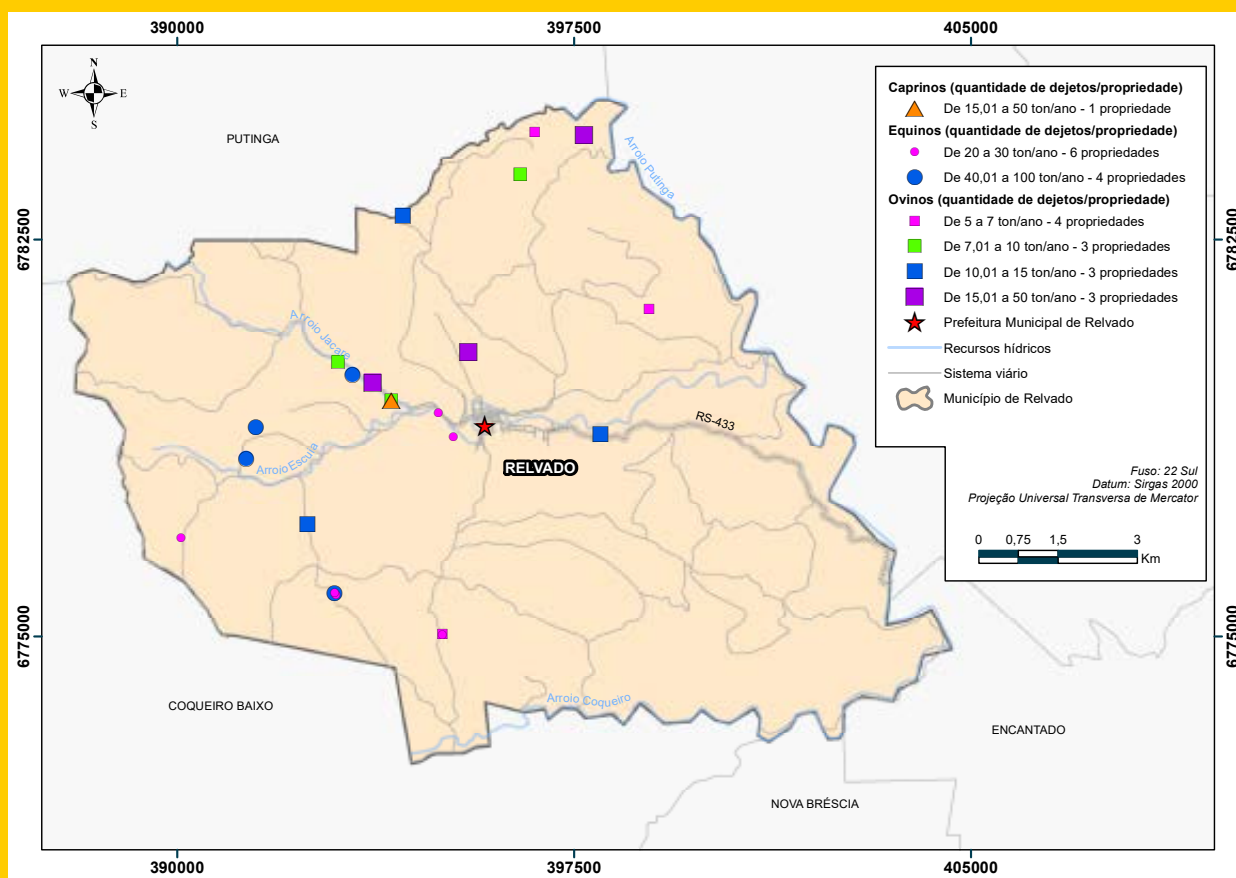 390000
397500
405000
N
W
E
S
PUTINGA
Arroio Putinga
Caprinos (quantidade de dejetos/propriedade)
De 15,01 a 50 ton/ano - 1 propriedade
Equinos (quantidade de dejetos/propriedade)
De 20 a 30 ton/ano - 6 propriedades
De 40,01 a 100 ton/ano - 4 propriedades
Ovinos (quantidade de dejetos/propriedade)
De 5 a 7 ton/ano - 4 propriedades
De 7,01 a 10 ton/ano - 3 propriedades
De 10,01 a 15 ton/ano - 3 propriedades
De 15,01 a 50 ton/ano - 3 propriedades
Prefeitura Municipal de Relvado
Recursos hídricos
Sistema viário
Município de Relvado
6782500
6782500
Arroio Jacaré
RS-433
Arroio Escuta
RELVADO
Fuso: 22 Sul
Datum: Sirgas 2000
Projeção Universal Transversa de Mercator
0 0,75 1,5 3
Km
6775000
6775000
COQUEIRO BAIXO
Arroio Coqueiro
ENCANTADO
NOVA BRÉSCIA
390000
397500
405000